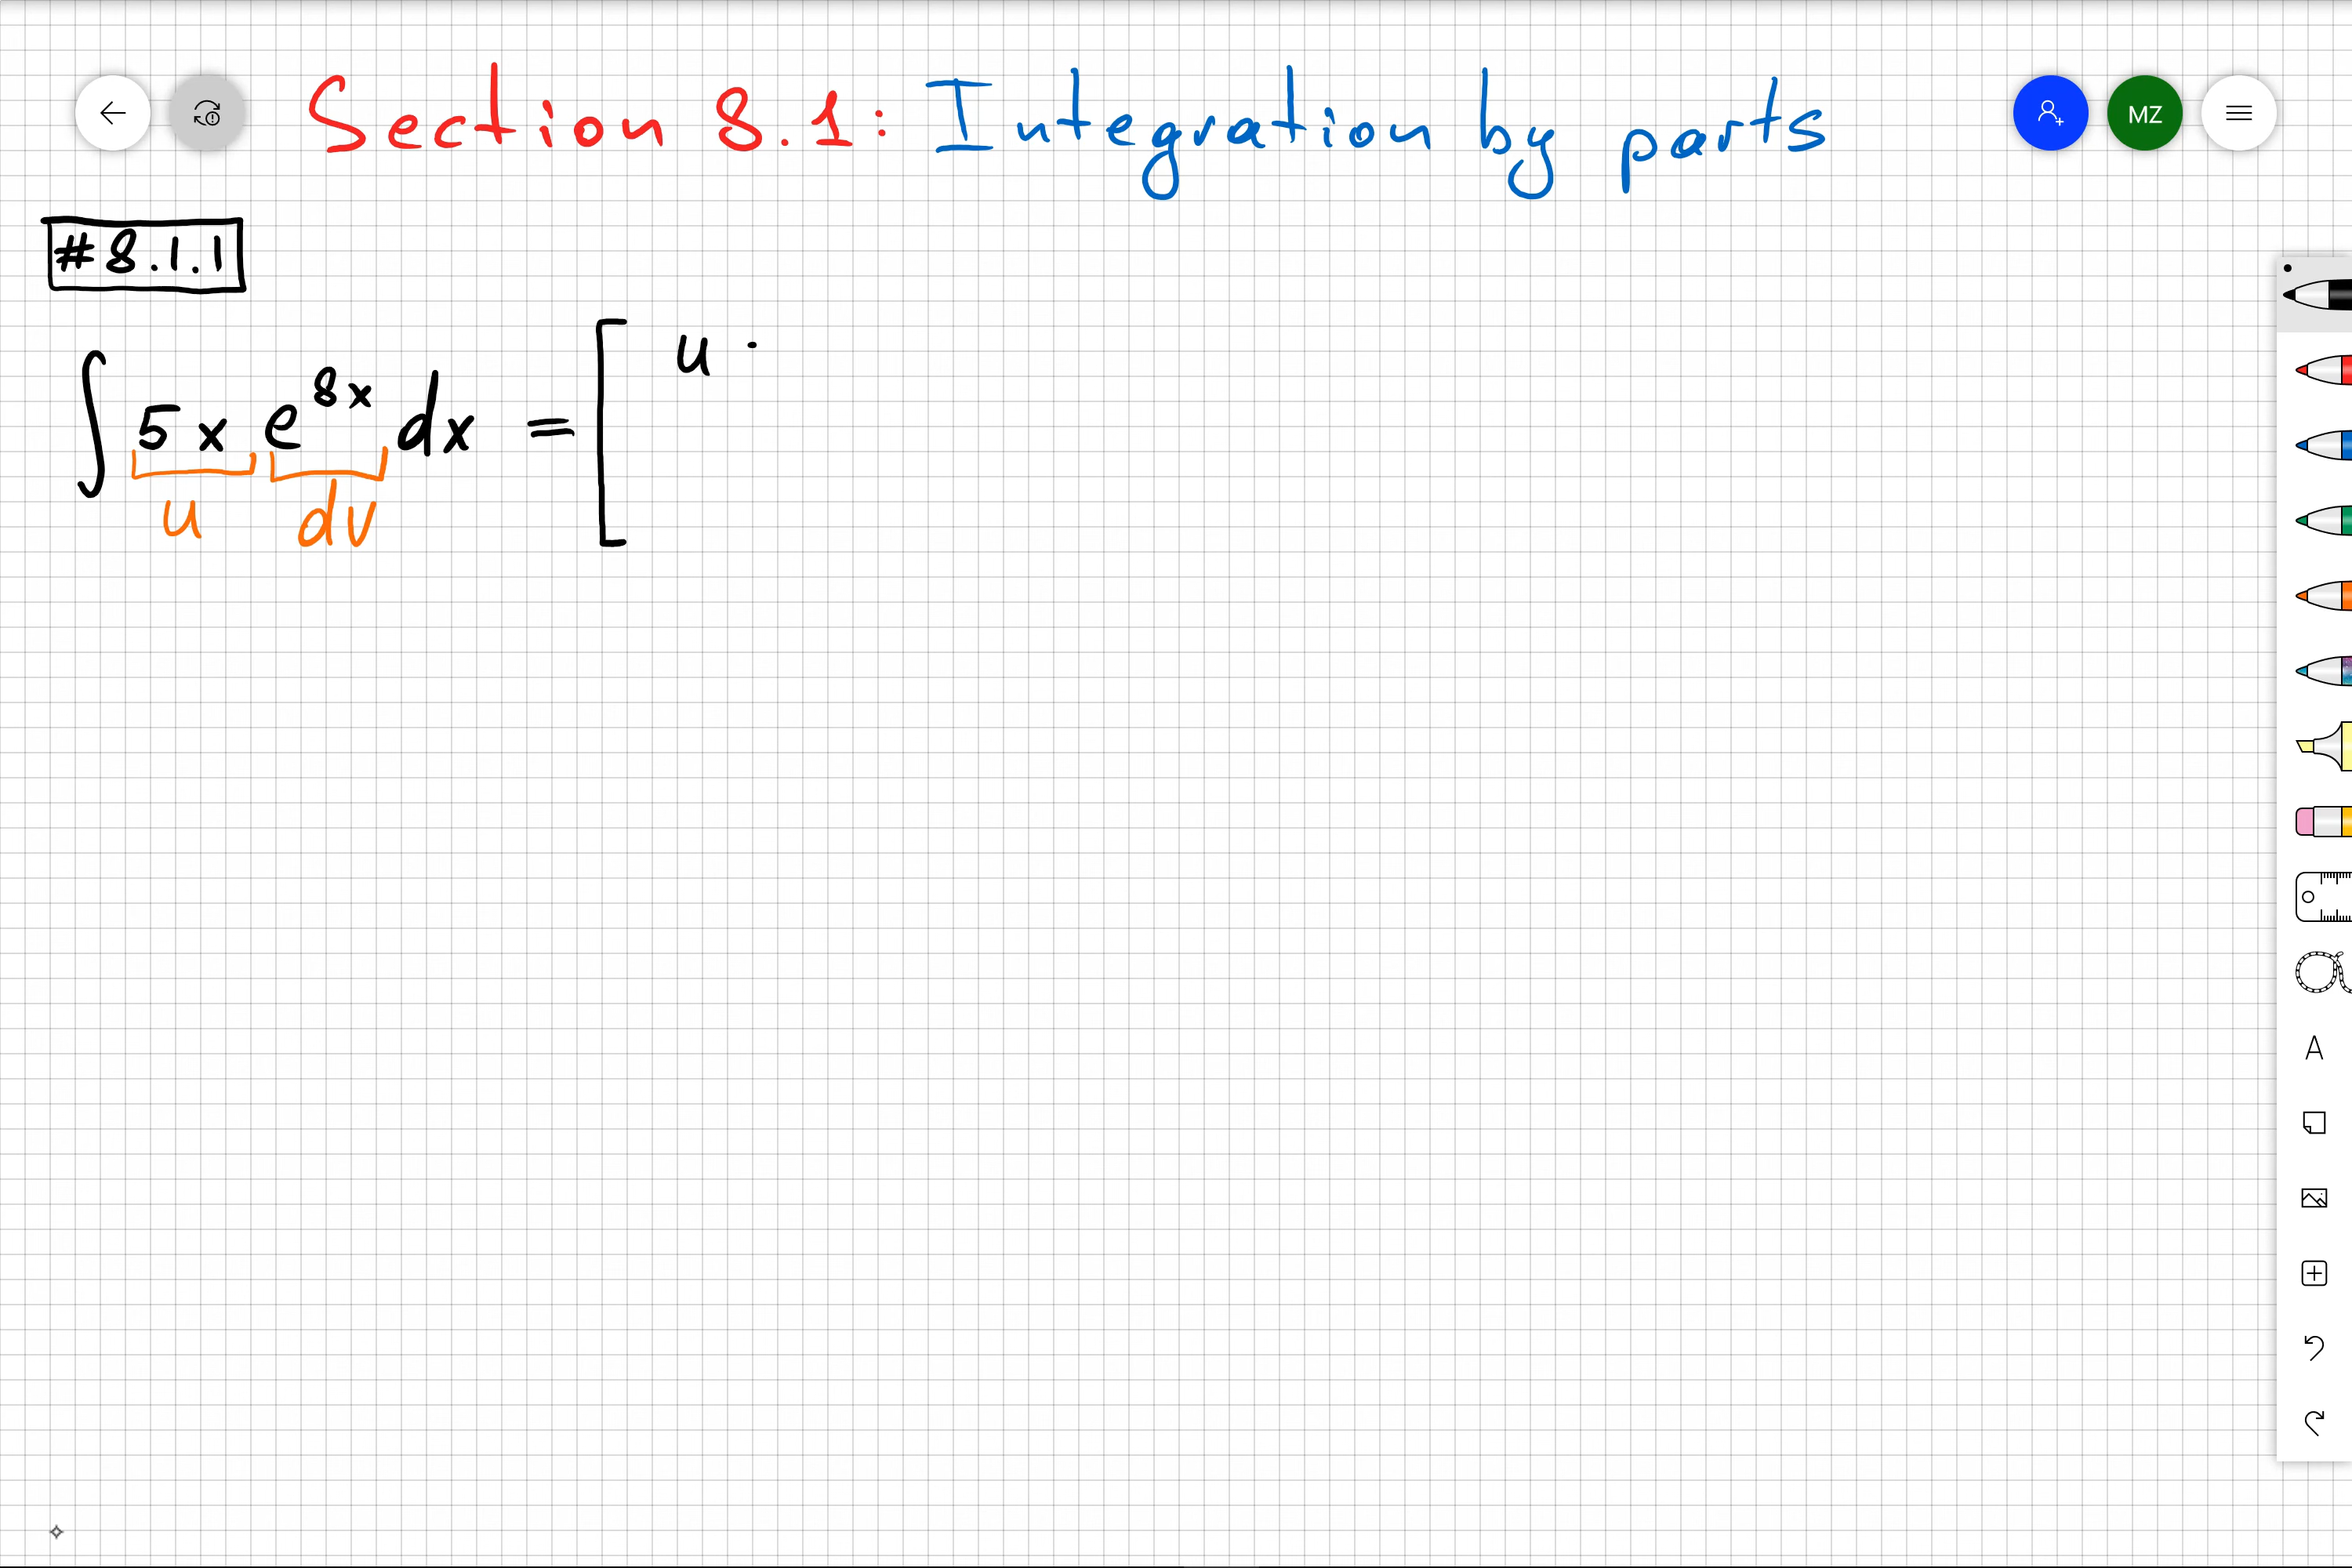 Section 8.1: Integration by parts
MZ
#8.1.1
∫ 5x e^{8x} dx = [ u
u dv
A